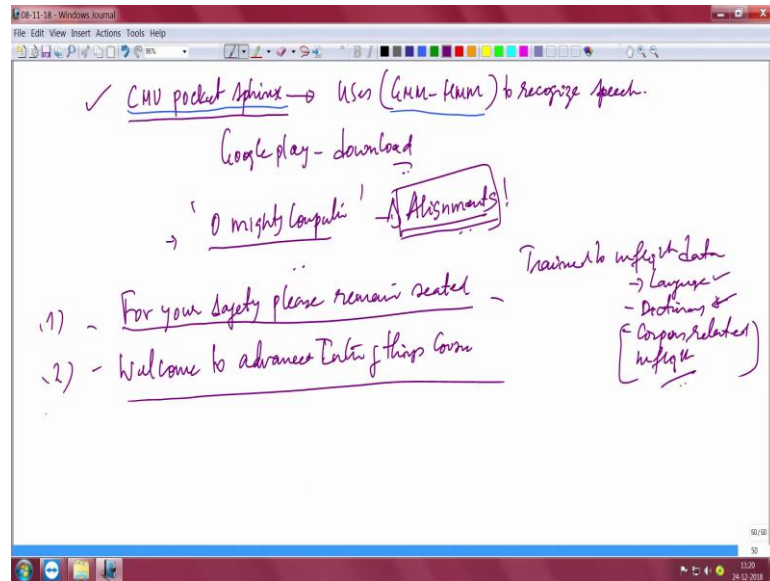 08-11-18 - Windows Journal
File Edit View Insert Actions Tools Help
96%
✓ CMU pocket sphinx → Uses (GMM-HMM) to recognize speech.
Google play - download
→ 'O mighty Computer' → Alignments!
Trained to inflight data
→ Language ✓
- Dictionary
- Corpus related
inflight
1) - For your safety please remain seated -
2) - Welcome to advanced of things Course
50/50
50
11:20
24-12-2018